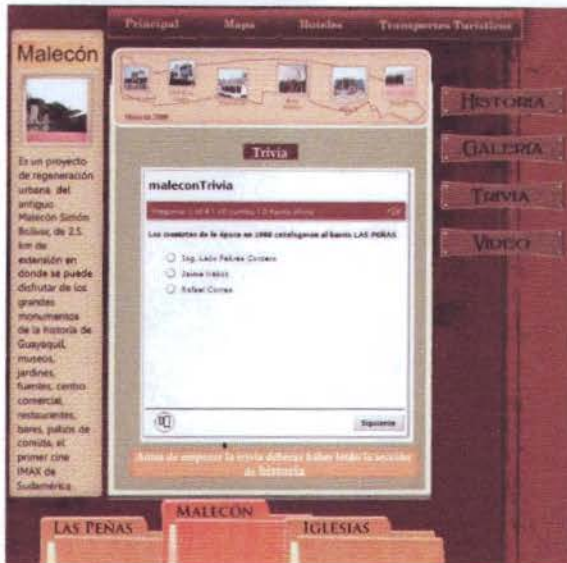 Principal Mapa Hoteles Transportes Turísticos
Malecón
Es un proyecto
de regeneración
urbana del
antiguo
Malecón Simón
Bolívar, de 2.5
km de
extensión en
donde se puede
disfrutar de los
grandes
monumentos
de la historia de
Guayaquil,
museos,
jardines,
fuentes, centro
comercial,
restaurantes,
bares, patios de
comida, el
primer cine
IMAX de
Sudamérica.
Malecón 2000
Trivia
maleconTrivia
Los de la época en 1988 al barrio LAS PEÑAS
Ing. León Febres Cordero
Jaime Nebot
Rafael Correa
Siguiente
Antes de empezar la trivia deberas haber leído la sección
de historia
HISTORIA
GALERÍA
TRIVIA
VIDEO
LAS PEÑAS
MALECÓN
IGLESIAS